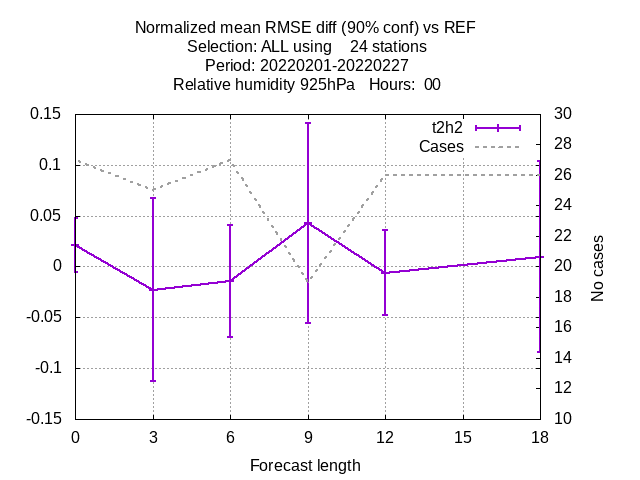 Normalized mean RMSE diff (90% conf) vs REF
Selection: ALL using    24 stations
Period: 20220201-20220227
Relative humidity 925hPa   Hours:  00
0.15
0.1
0.05
0
-0.05
-0.1
-0.15
t2h2
Cases
30
28
26
24
22
20
18
16
14
12
10
No cases
0 3 6 9 12 15 18
Forecast length